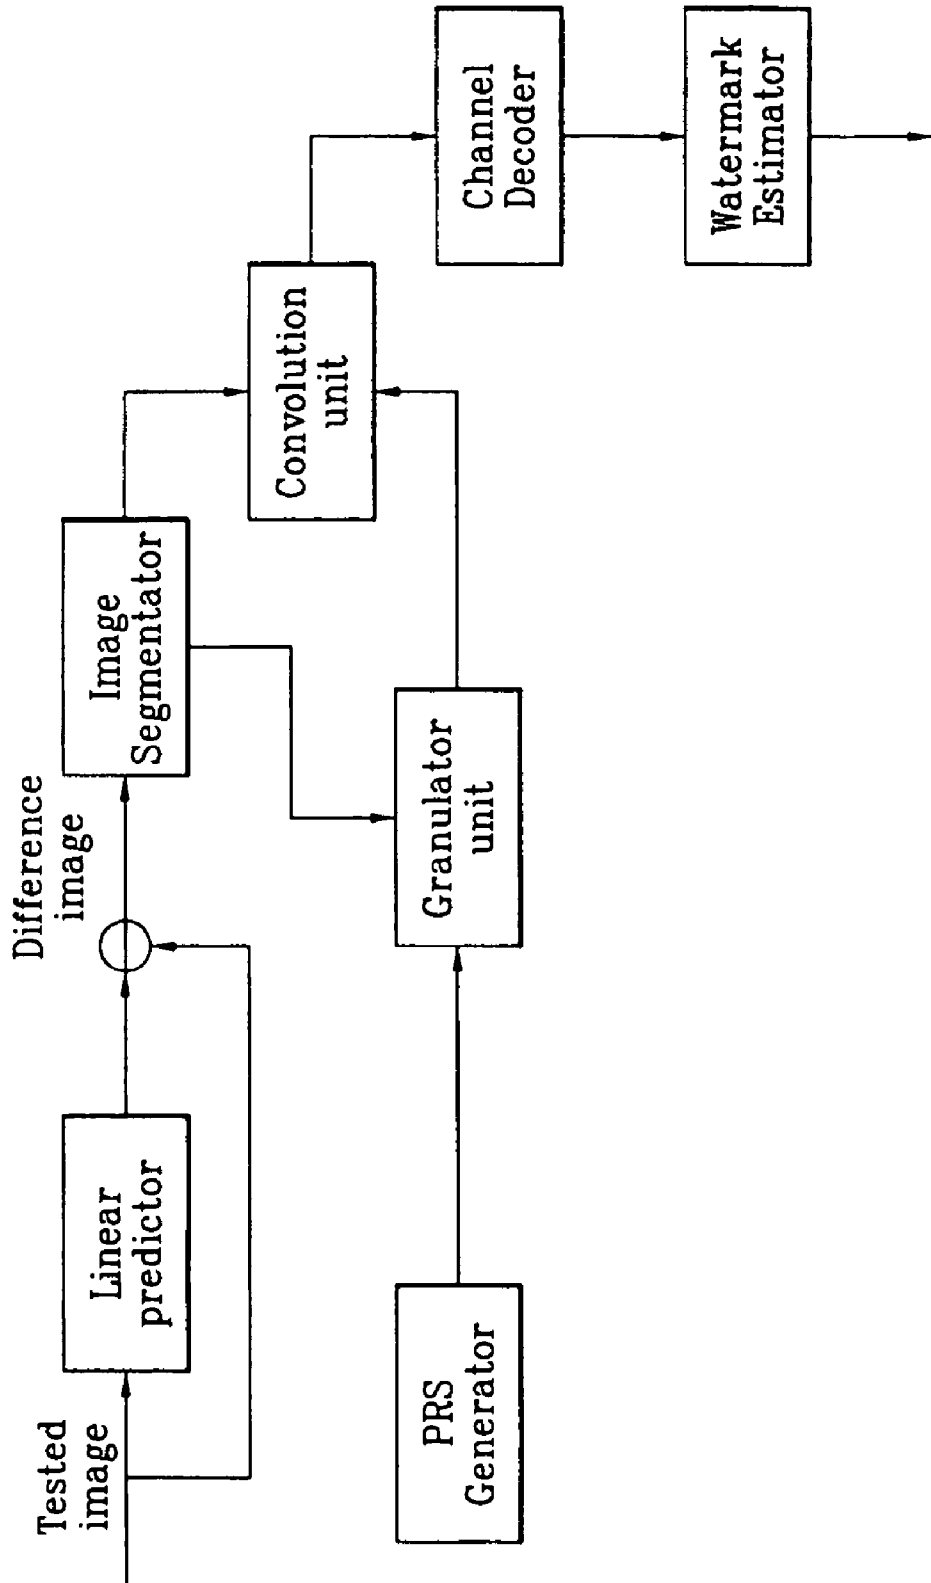 Tested
image
Linear
predictor
Difference
image
Image
Segmentator
Convolution
unit
Channel
Decoder
Watermark
Estimator
PRS
Generator
Granulator
unit